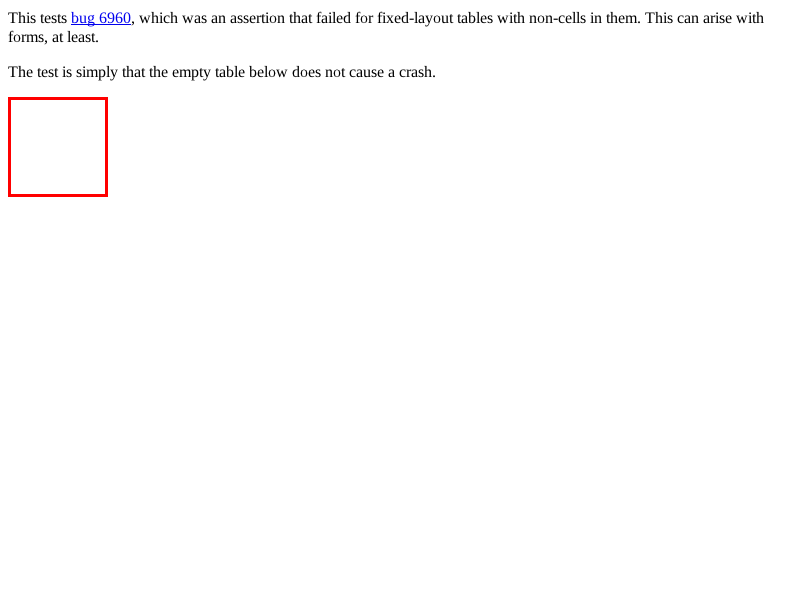 This tests bug 6960, which was an assertion that failed for fixed-layout tables with non-cells in them. This can arise with
forms, at least.
The test is simply that the empty table below does not cause a crash.